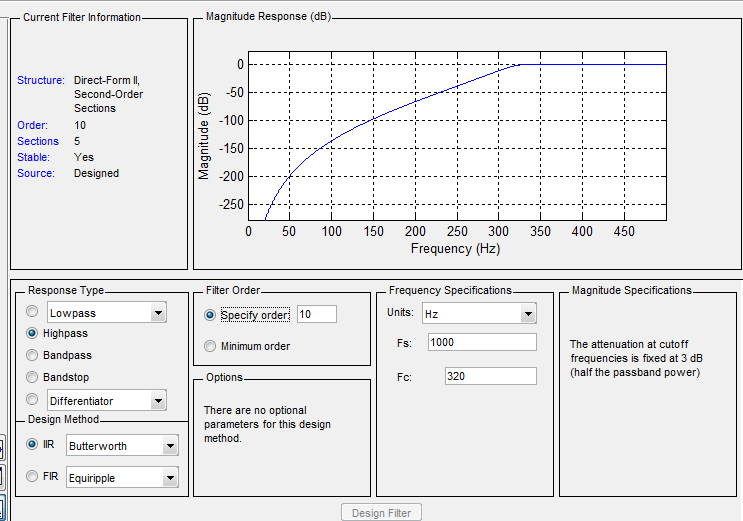 Current Filter Information
Structure: Direct-Form II,
Second-Order
Sections
Order: 10
Sections 5
Stable: Yes
Source: Designed
Magnitude Response (dB)
0
-50
-100
-150
-200
-250
Magnitude (dB)
0 50 100 150 200 250 300 350 400 450
Frequency (Hz)
Response Type
Lowpass
Highpass
Bandpass
Bandstop
Differentiator
Design Method
IIR Butterworth
FIR Equiripple
Filter Order
Specify order: 10
Minimum order
Options
There are no optional
parameters for this design
method.
Frequency Specifications
Units: Hz
Fs: 1000
Fc: 320
Magnitude Specifications
The attenuation at cutoff
frequencies is fixed at 3 dB
(half the passband power)
Design Filter